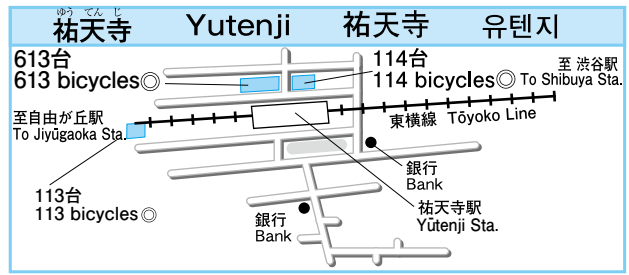 ゆう てん じ
祐天寺 Yutenji 祐天寺 유텐지
613台
613 bicycles◎
114台
114 bicycles◎
至 渋谷駅
To Shibuya Sta.
至自由が丘駅
To Jiyūgaoka Sta.
東横線 Tōyoko Line
113台
113 bicycles◎
銀行
Bank
銀行
Bank
祐天寺駅
Yūtenji Sta.